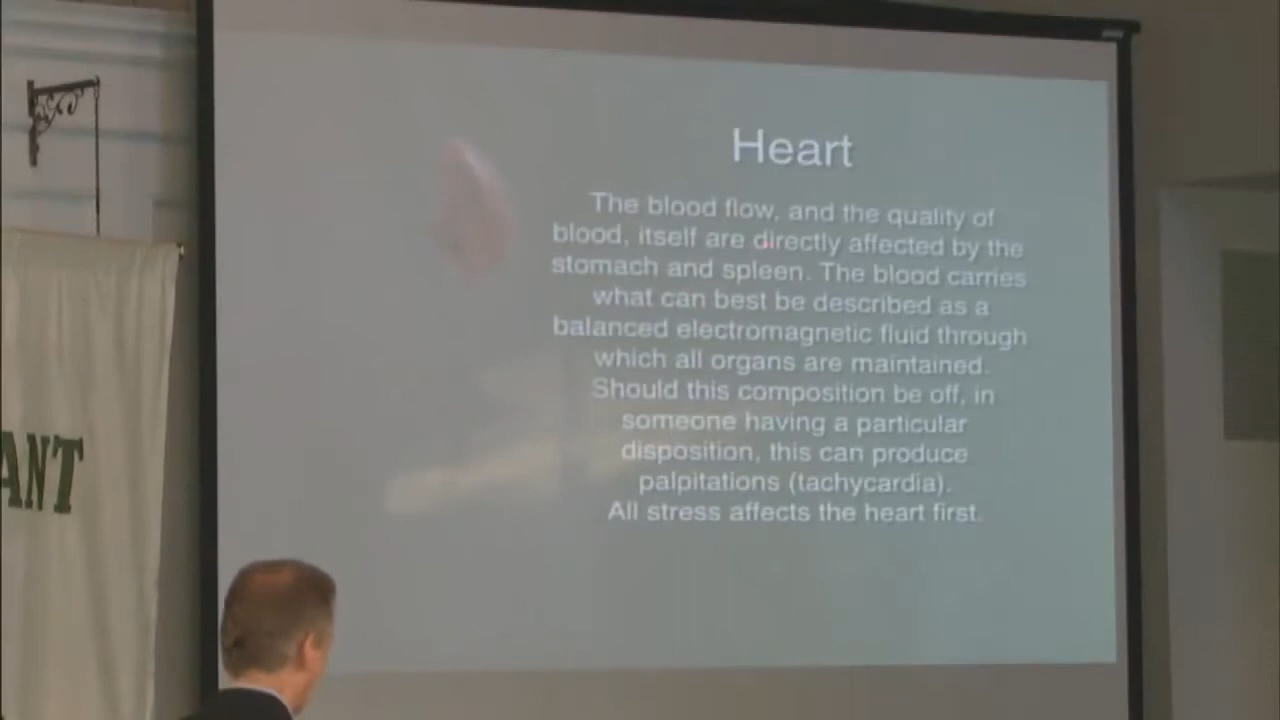 Heart
The blood flow, and the quality of
blood, itself are directly affected by the
stomach and spleen. The blood carries
what can best be described as a
balanced electromagnetic fluid through
which all organs are maintained.
Should this composition be off, in
someone having a particular
disposition, this can produce
palpitations (tachycardia).
All stress affects the heart first.
ANT